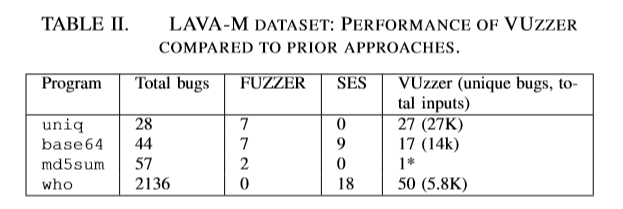 TABLE II. LAVA-M DATASET: PERFORMANCE OF VUZZER
COMPARED TO PRIOR APPROACHES.
Program Total bugs FUZZER SES VUzzer (unique bugs, to-
tal inputs)
uniq 28 7 0 27 (27K)
base64 44 7 9 17 (14k)
md5sum 57 2 0 1*
who 2136 0 18 50 (5.8K)